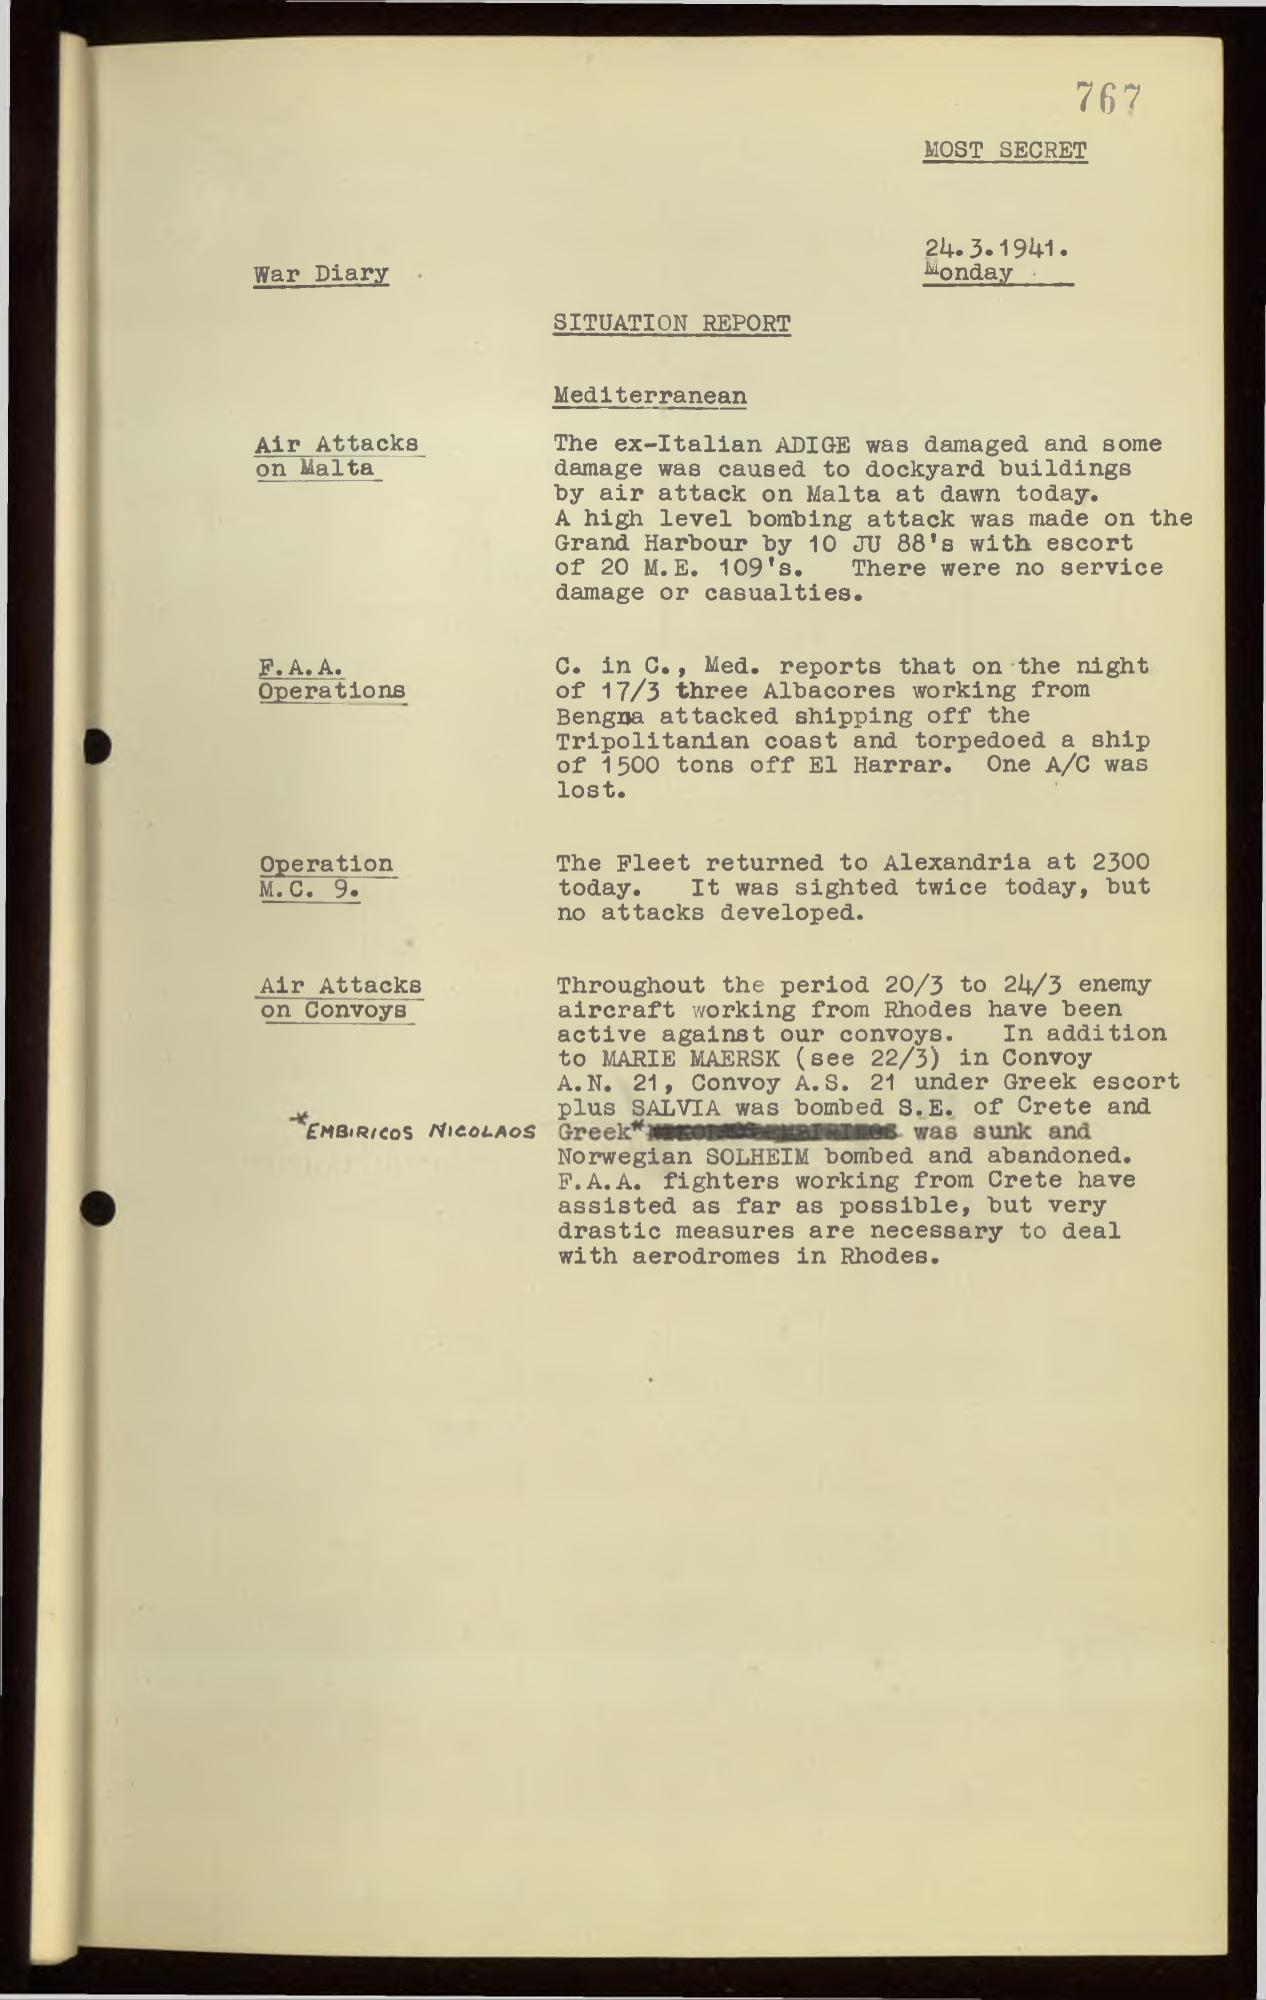 767
MOST SECRET
24.3.1941.
Monday
War Diary
SITUATION REPORT
Mediterranean
Air Attacks
on Malta
The ex-Italian ADIGE was damaged and some
damage was caused to dockyard buildings
by air attack on Malta at dawn today.
A high level bombing attack was made on the
Grand Harbour by 10 JU 88's with escort
of 20 M.E. 109's. There were no service
damage or casualties.
F.A.A.
Operations
C. in C., Med. reports that on the night
of 17/3 three Albacores working from
Bengna attacked shipping off the
Tripolitanian coast and torpedoed a ship
of 1500 tons off El Harrar. One A/C was
lost.
Operation
M.C. 9.
The Fleet returned to Alexandria at 2300
today. It was sighted twice today, but
no attacks developed.
Air Attacks
on Convoys
Throughout the period 20/3 to 24/3 enemy
aircraft working from Rhodes have been
active against our convoys. In addition
to MARIE MAERSK (see 22/3) in Convoy
A.N. 21, Convoy A.S. 21 under Greek escort
plus SALVIA was bombed S.E. of Crete and
*EMBIRICOS NICOLAOS
Greek* was sunk and
Norwegian SOLHEIM bombed and abandoned.
F.A.A. fighters working from Crete have
assisted as far as possible, but very
drastic measures are necessary to deal
with aerodromes in Rhodes.